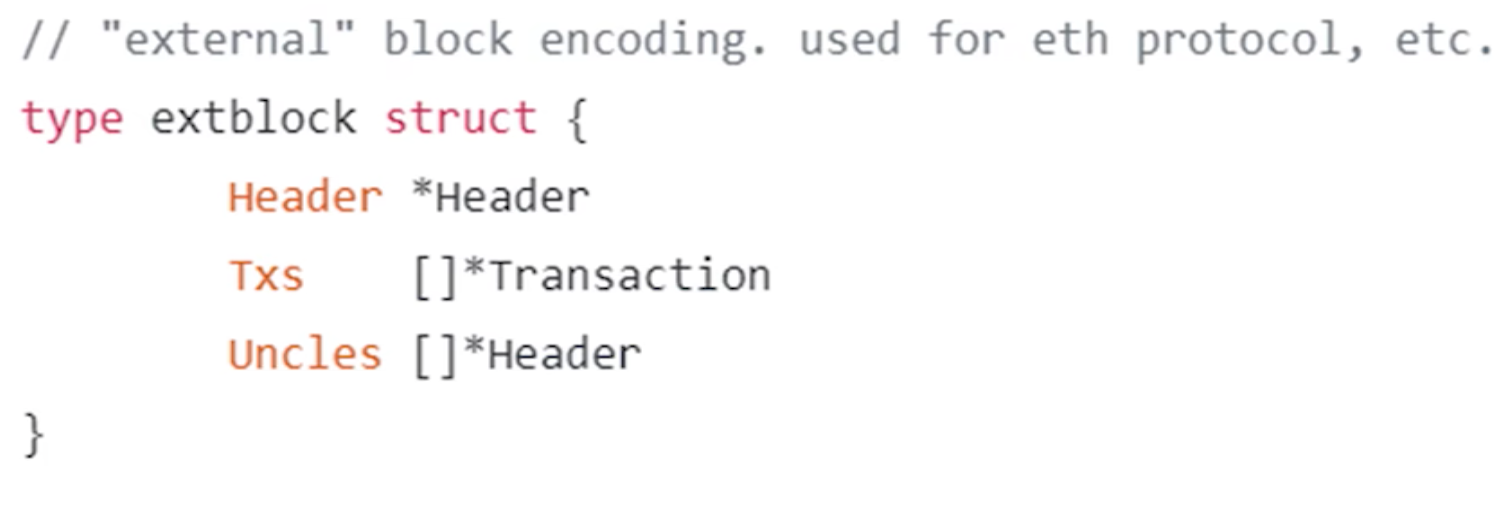 // "external" block encoding. used for eth protocol, etc.
type extblock struct {
        Header *Header
        Txs    []*Transaction
        Uncles []*Header
}